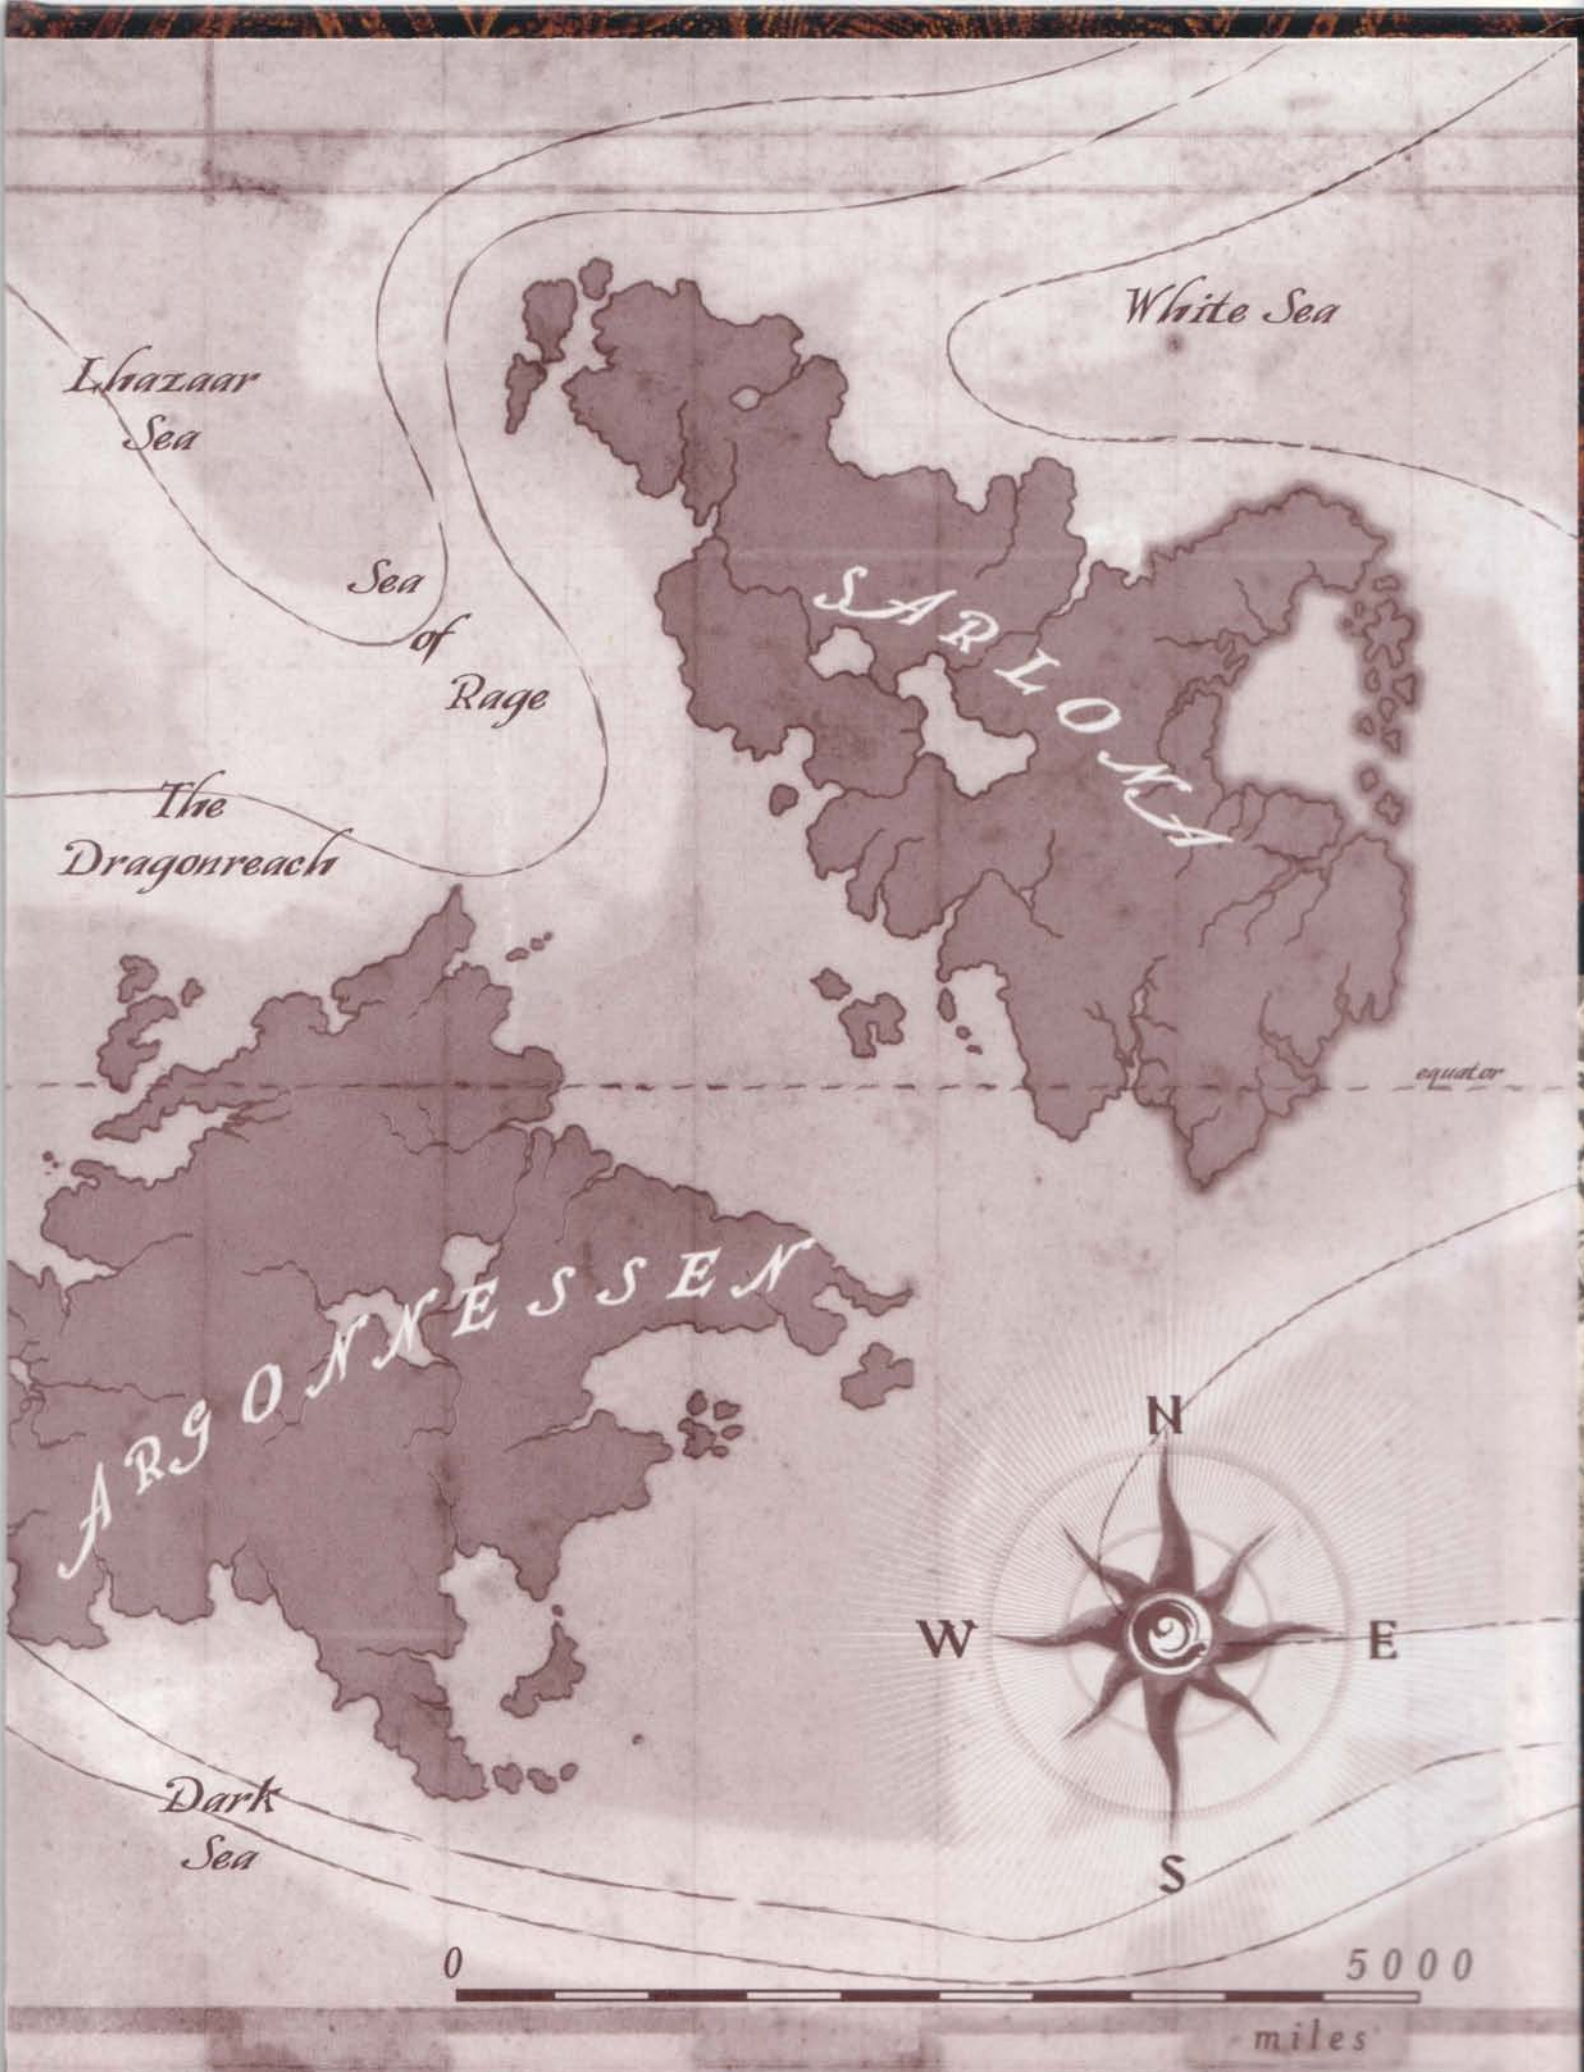 White Sea
Lhazaar
Sea
Sea
of
Rage
SARLONA
The
Dragonreach
equator
ARGONNESSEN
N
W
E
S
Dark
Sea
0
5000
miles